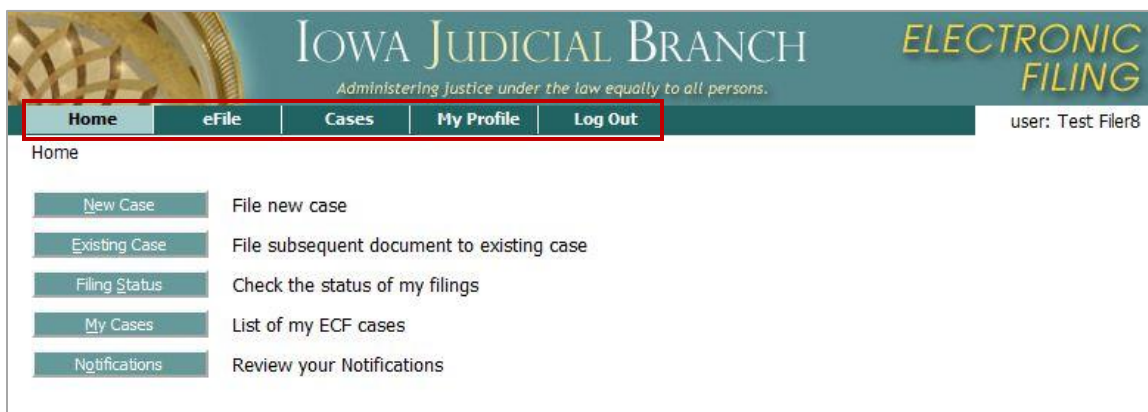 IOWA JUDICIAL BRANCH
Administering justice under the law equally to all persons.
ELECTRONIC
FILING
Home eFile Cases My Profile Log Out
user: Test Filer8
Home
New Case File new case
Existing Case File subsequent document to existing case
Filing Status Check the status of my filings
My Cases List of my ECF cases
Notifications Review your Notifications